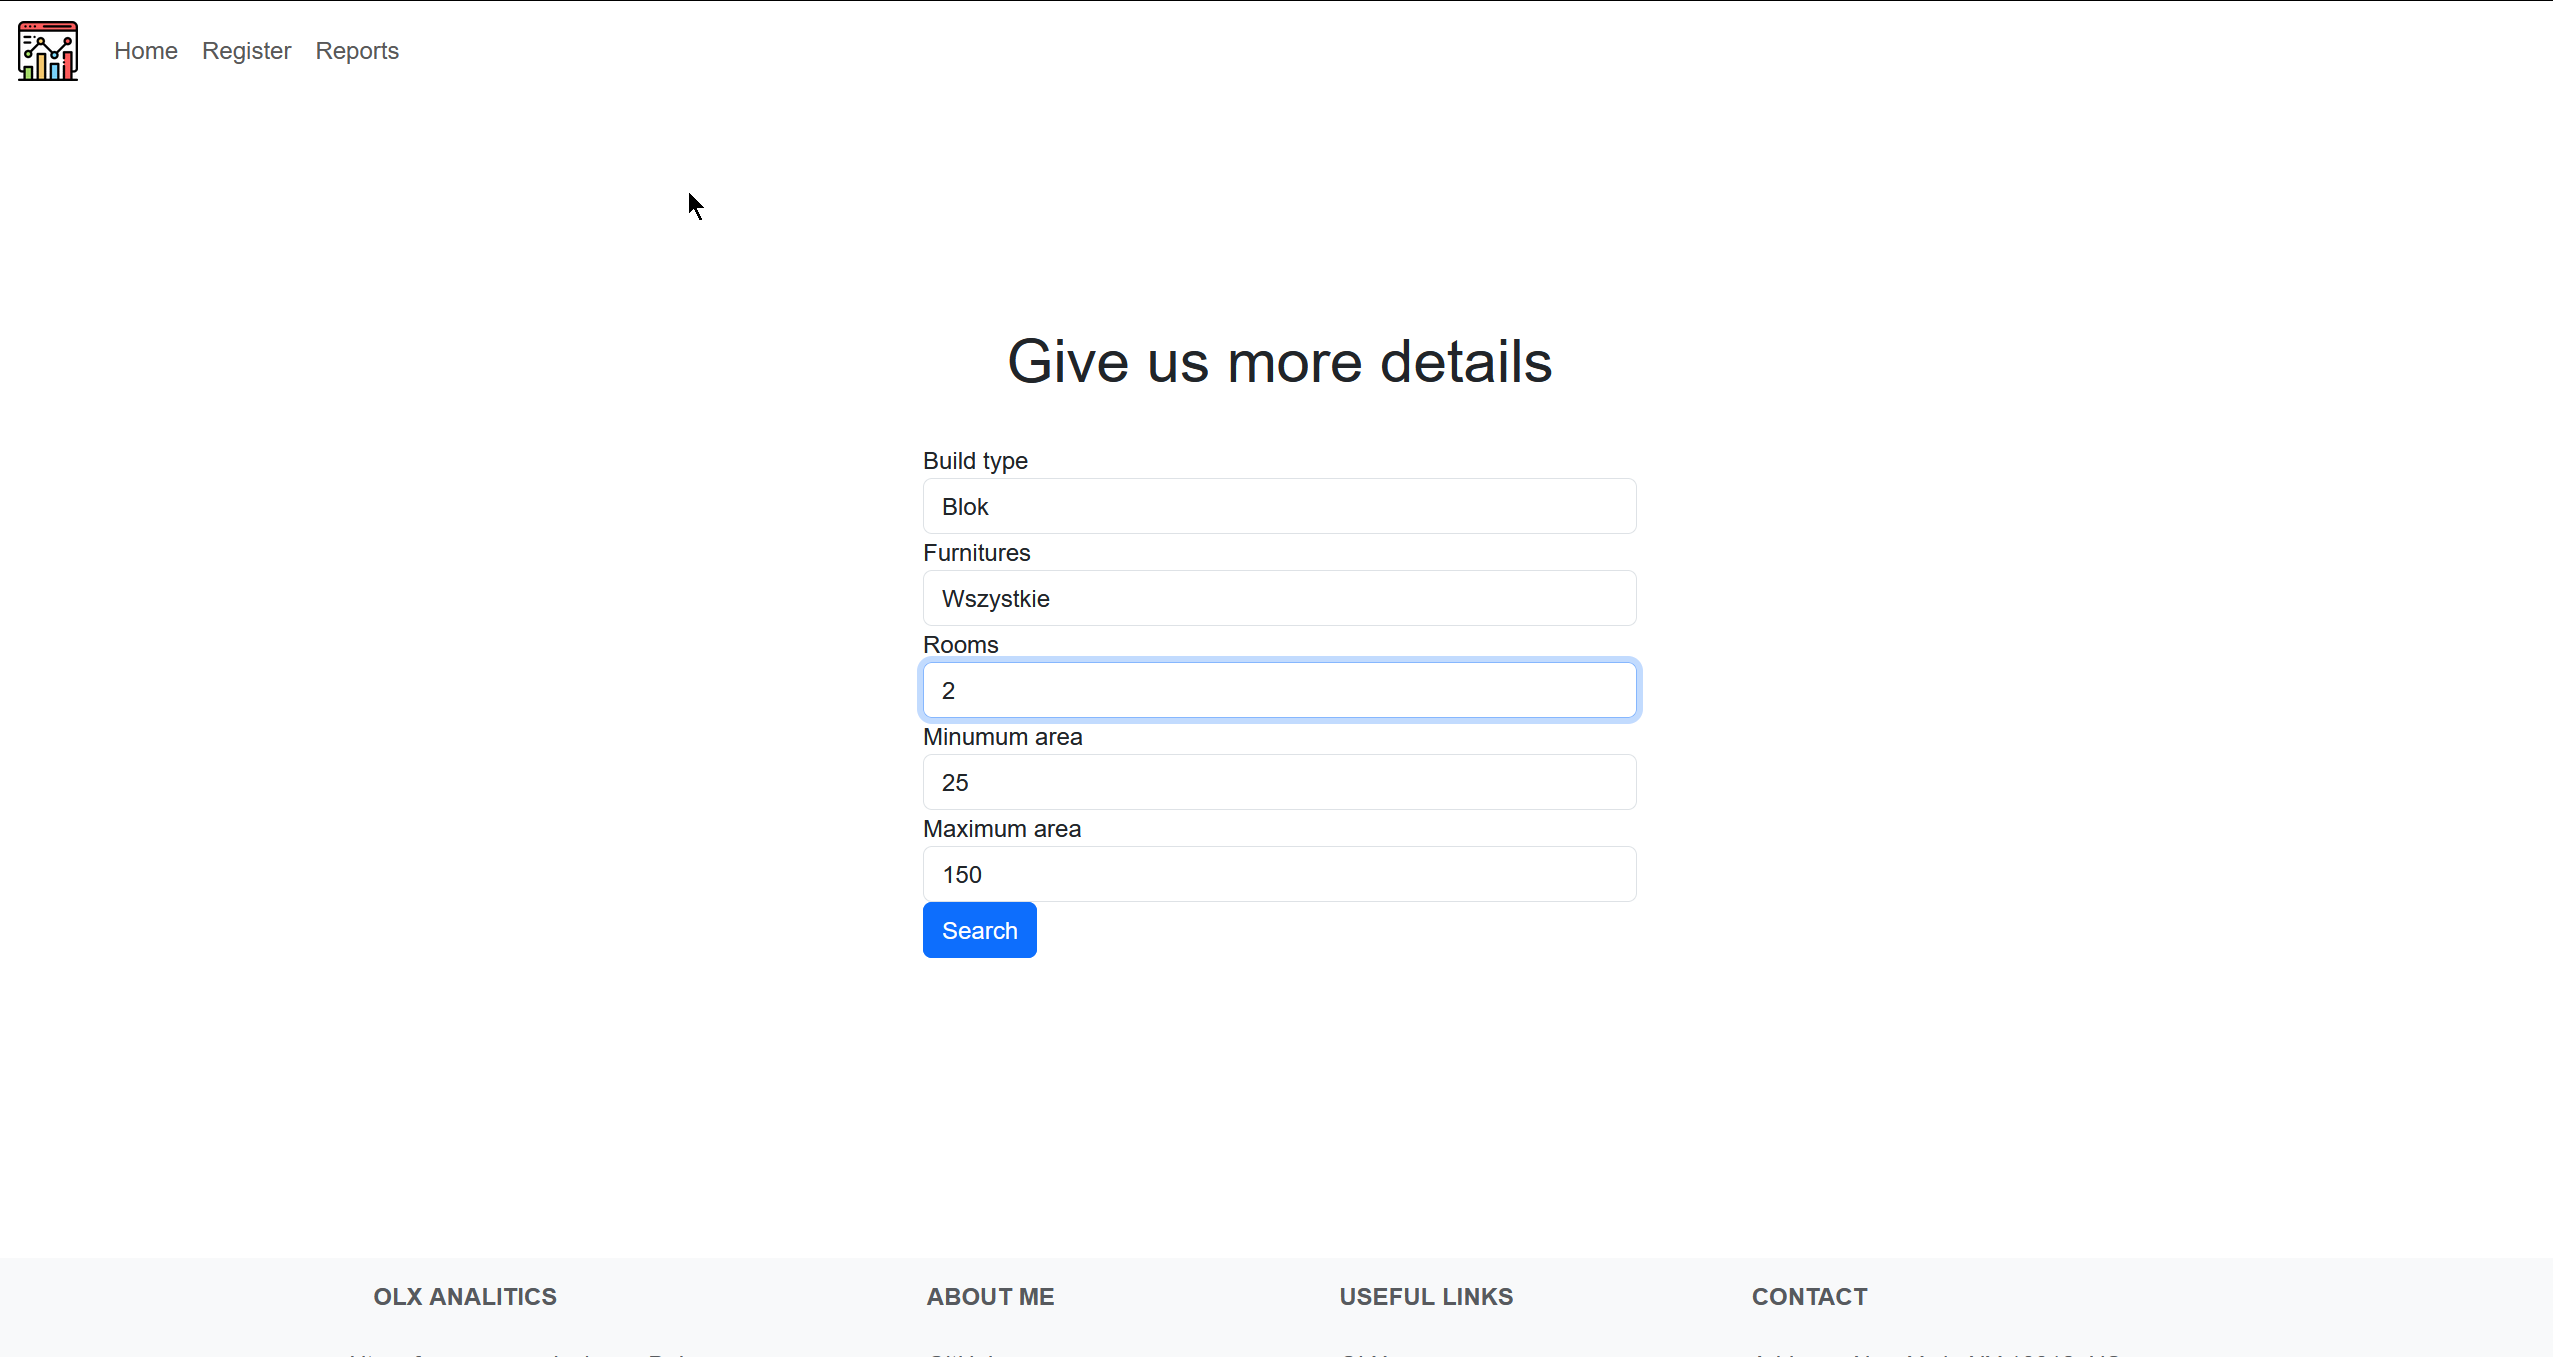 Home Register Reports
Give us more details
Build type
Blok
Furnitures
Wszystkie
Rooms
2
Minumum area
25
Maximum area
150
Search
OLX ANALITICS ABOUT ME USEFUL LINKS CONTACT